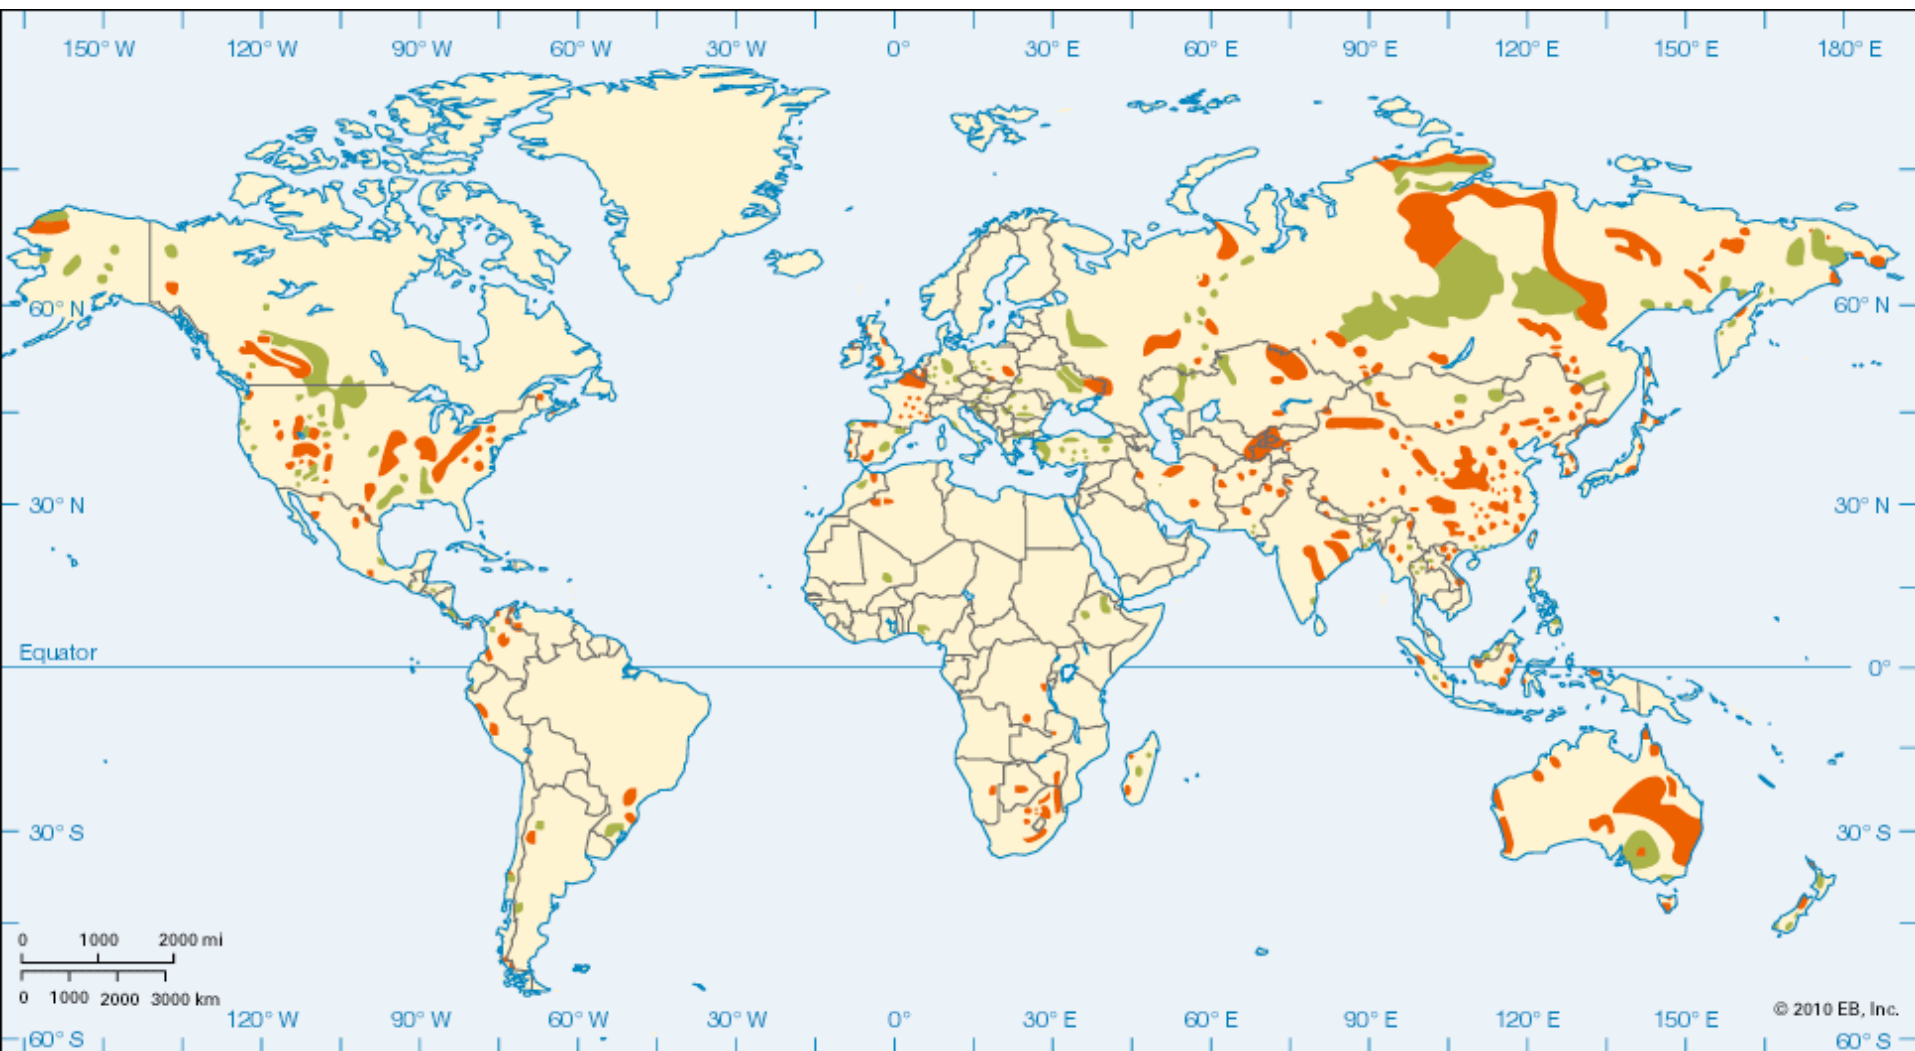 150° W 120° W 90° W 60° W 30° W 0° 30° E 60° E 90° E 120° E 150° E 180° E
60° N 60° N
30° N 30° N
Equator 0°
30° S 30° S
0 1000 2000 mi
0 1000 2000 3000 km
© 2010 EB, Inc.
120° W 90° W 60° W 30° W 0° 30° E 60° E 90° E 120° E 150° E
60° S 60° S